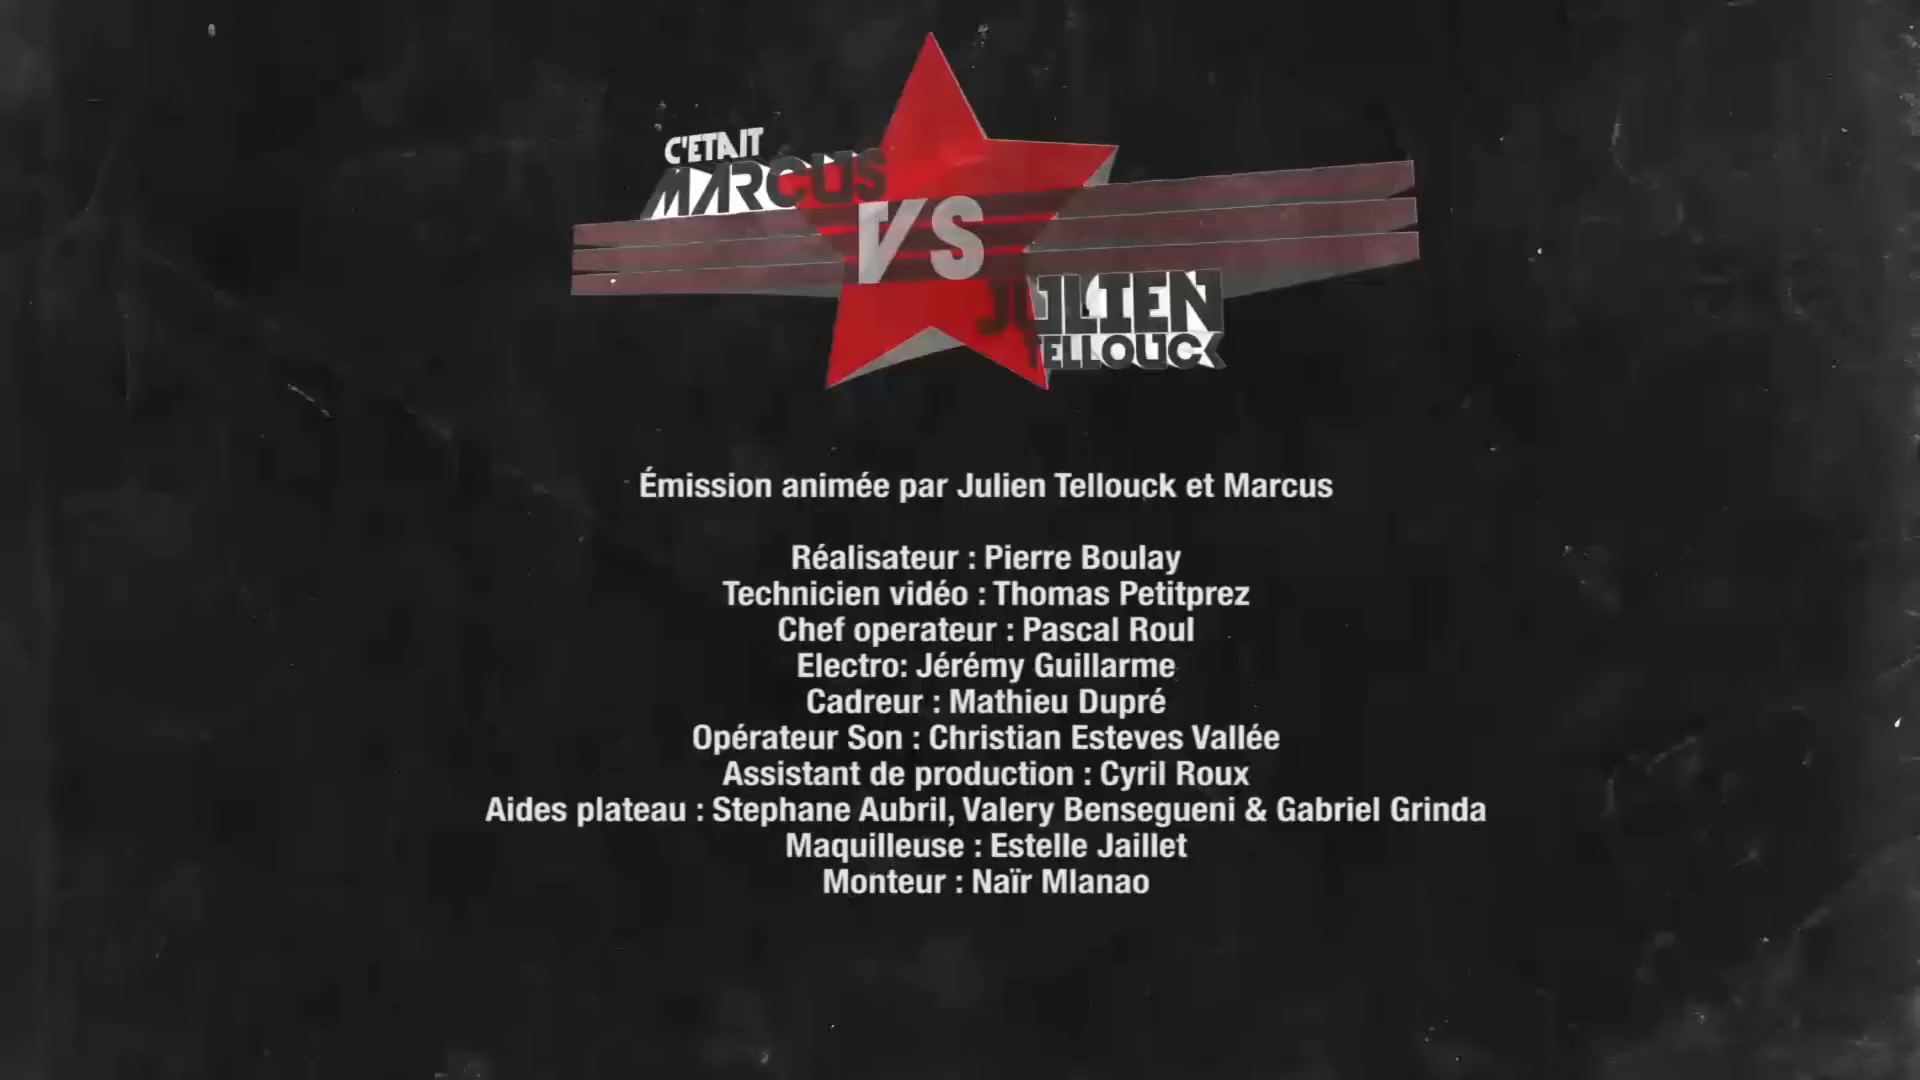 C'ETAIT
MARCUS
VS
JULIEN
TELLOUCK
Émission animée par Julien Tellouck et Marcus
Réalisateur : Pierre Boulay
Technicien vidéo : Thomas Petitprez
Chef operateur : Pascal Roul
Electro: Jérémy Guillarme
Cadreur : Mathieu Dupré
Opérateur Son : Christian Esteves Vallée
Assistant de production : Cyril Roux
Aides plateau : Stephane Aubril, Valery Bensegueni & Gabriel Grinda
Maquilleuse : Estelle Jaillet
Monteur : Naïr Mlanao